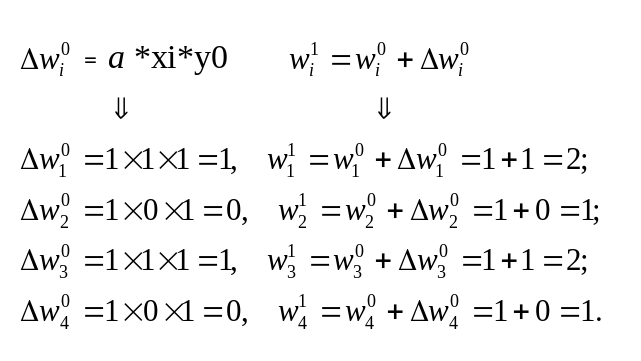 Δw_i^0 = a *xi*y0 w_i^1 = w_i^0 + Δw_i^0
⇓ ⇓
Δw_1^0 = 1×1×1 = 1, w_1^1 = w_1^0 + Δw_1^0 = 1+1 = 2;
Δw_2^0 = 1×0×1 = 0, w_2^1 = w_2^0 + Δw_2^0 = 1+0 = 1;
Δw_3^0 = 1×1×1 = 1, w_3^1 = w_3^0 + Δw_3^0 = 1+1 = 2;
Δw_4^0 = 1×0×1 = 0, w_4^1 = w_4^0 + Δw_4^0 = 1+0 = 1.